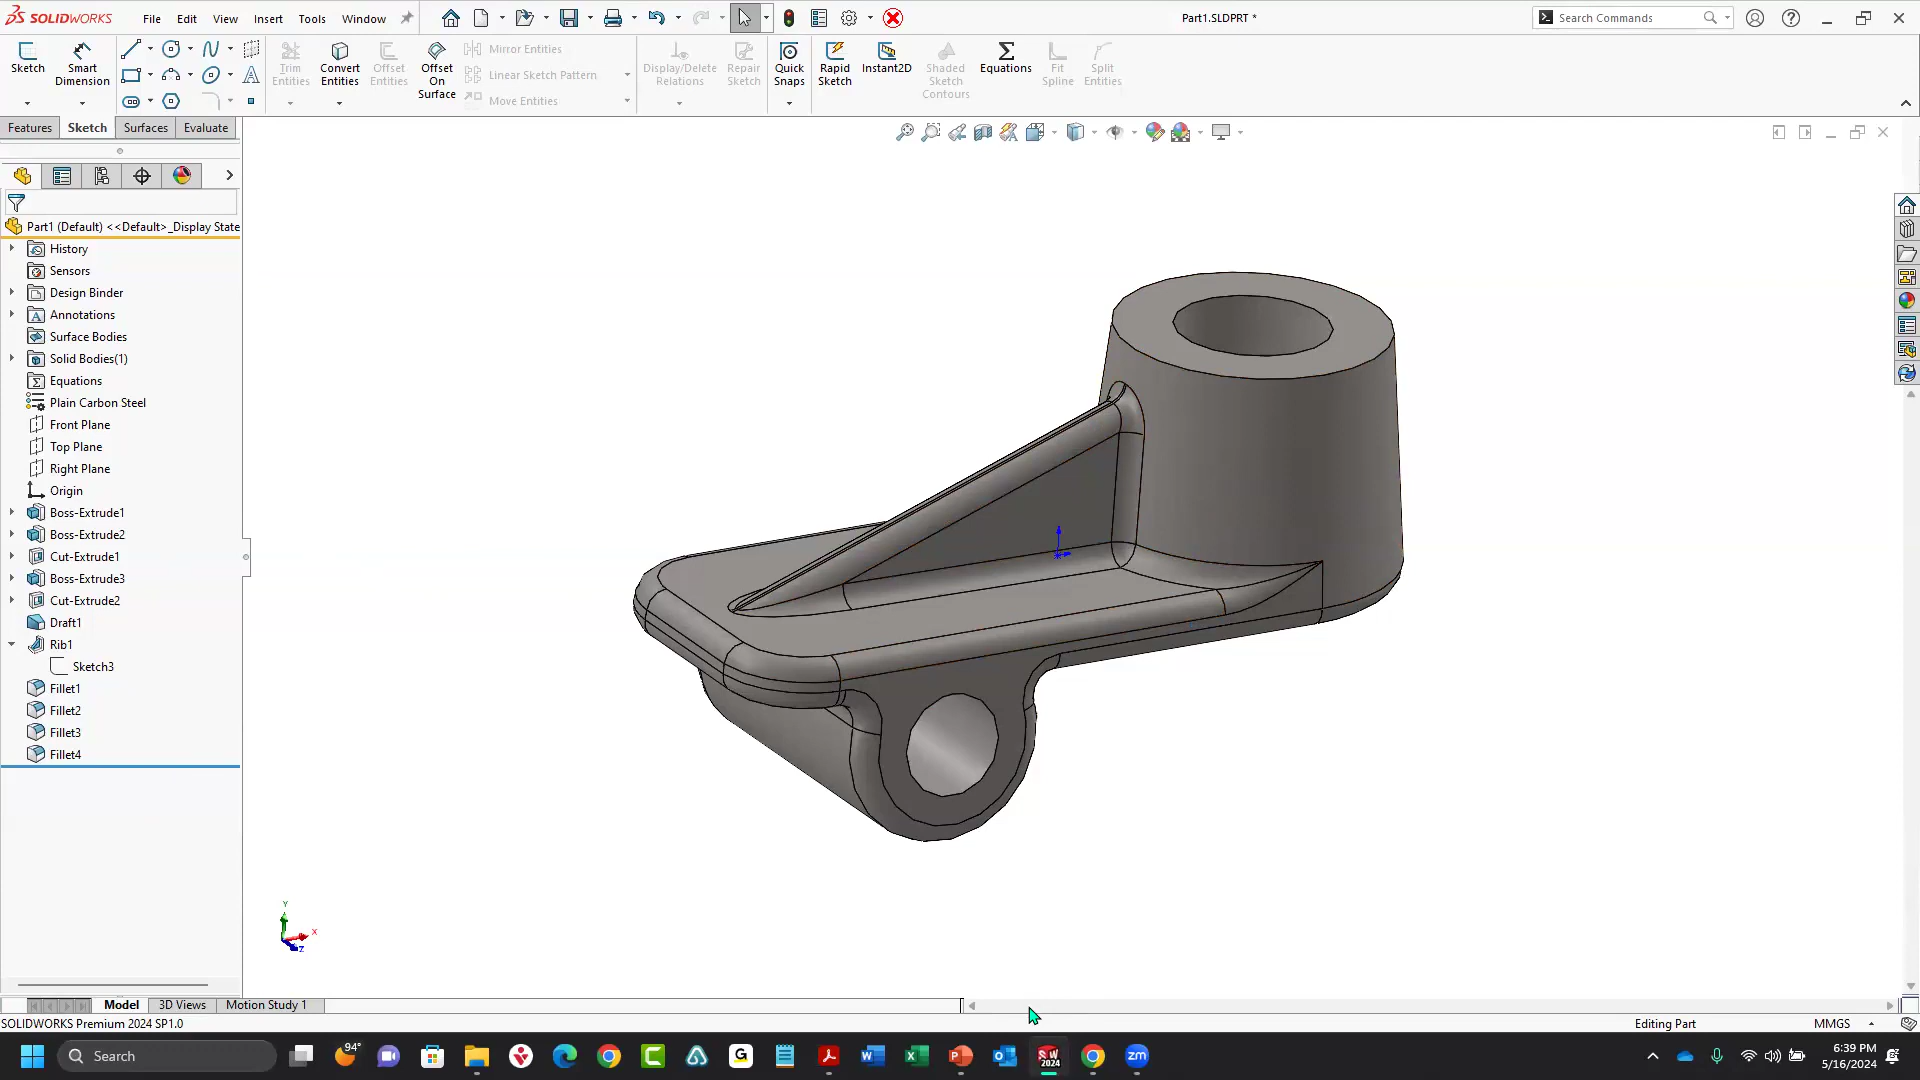 SOLIDWORKS File Edit View Insert Tools Window Part1.SLDPRT * Search Commands
Sketch Smart Dimension Trim Entities Convert Entities Offset Entities Offset On Surface Mirror Entities Linear Sketch Pattern Move Entities Display/Delete Relations Repair Sketch Quick Snaps Rapid Sketch Instant2D Shaded Sketch Contours Equations Fit Spline Split Entities
Features Sketch Surfaces Evaluate
Part1 (Default) <<Default>_Display State
History
Sensors
Design Binder
Annotations
Surface Bodies
Solid Bodies(1)
Equations
Plain Carbon Steel
Front Plane
Top Plane
Right Plane
Origin
Boss-Extrude1
Boss-Extrude2
Cut-Extrude1
Boss-Extrude3
Cut-Extrude2
Draft1
Rib1
Sketch3
Fillet1
Fillet2
Fillet3
Fillet4
Y
X
Z
Model 3D Views Motion Study 1
SOLIDWORKS Premium 2024 SP1.0 Editing Part MMGS
Search 94° SW 2024 zm 6:39 PM
5/16/2024